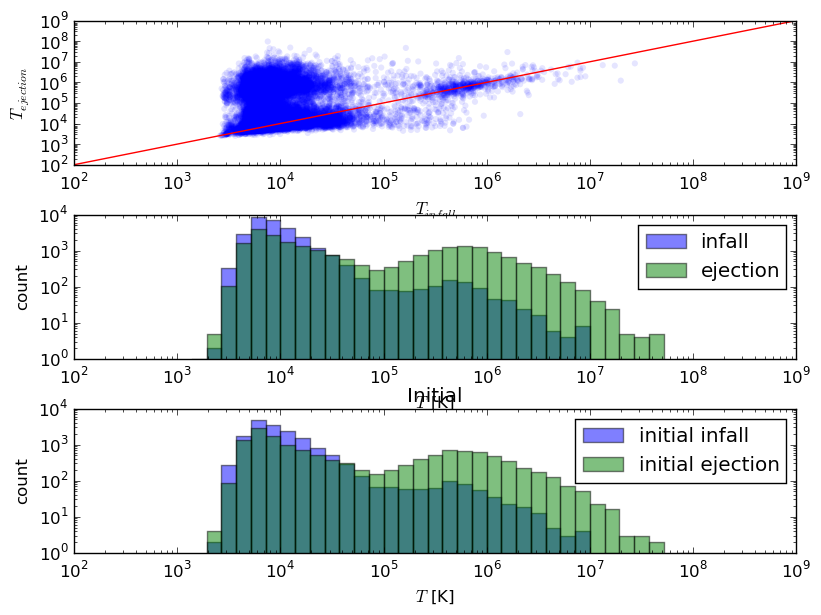 10^9
10^8
10^7
10^6
10^5
10^4
10^3
10^2
T_ejection
10^2 10^3 10^4 10^5 10^6 10^7 10^8 10^9
T_infall
10^4
10^3
10^2
10^1
10^0
count
infall
ejection
10^2 10^3 10^4 10^5 10^6 10^7 10^8 10^9
T [K]
Initial
10^4
10^3
10^2
10^1
10^0
count
initial infall
initial ejection
10^2 10^3 10^4 10^5 10^6 10^7 10^8 10^9
T [K]